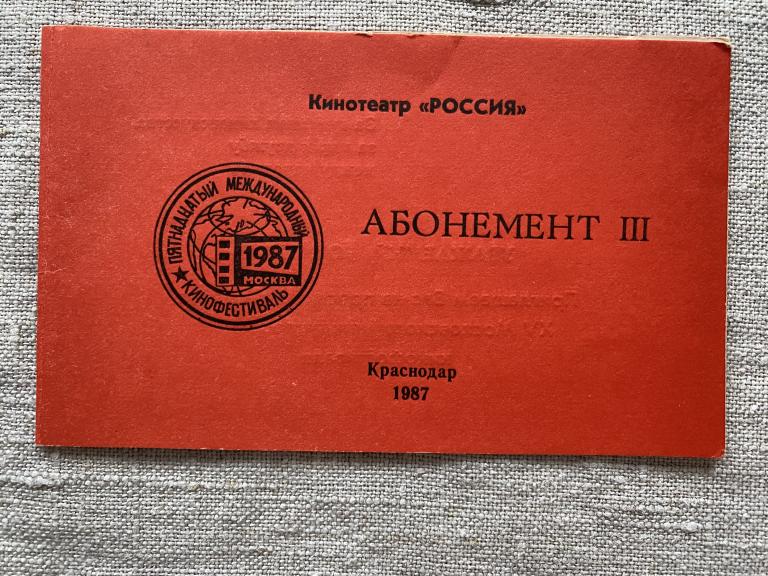 Кинотеатр «РОССИЯ»
ПЯТНАДЦАТЫЙ МЕЖДУНАРОДНЫЙ
КИНОФЕСТИВАЛЬ
1987
МОСКВА
АБОНЕМЕНТ III
Краснодар
1987